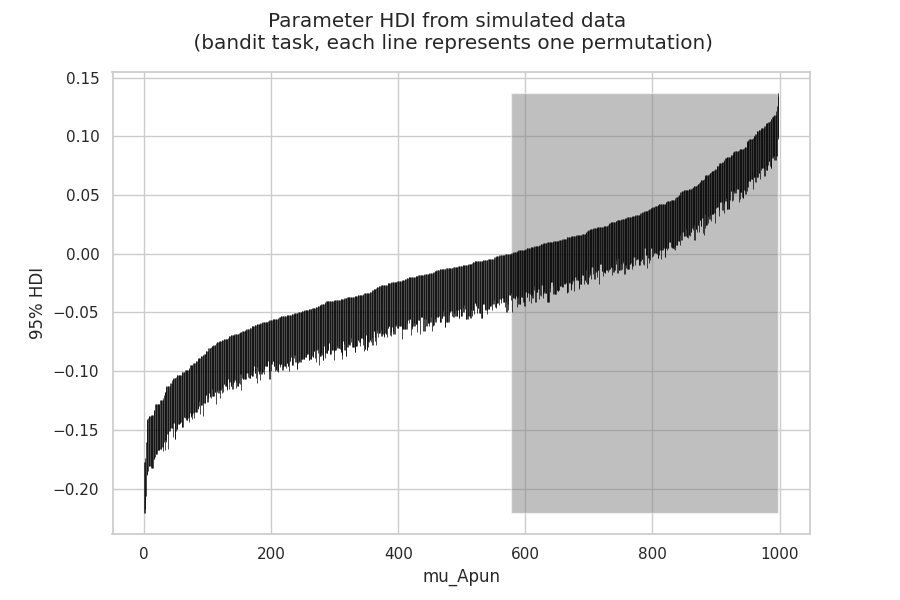 Parameter HDI from simulated data
(bandit task, each line represents one permutation)
0.15
0.10
0.05
0.00
−0.05
−0.10
−0.15
−0.20
95% HDI
0 200 400 600 800 1000
mu_Apun